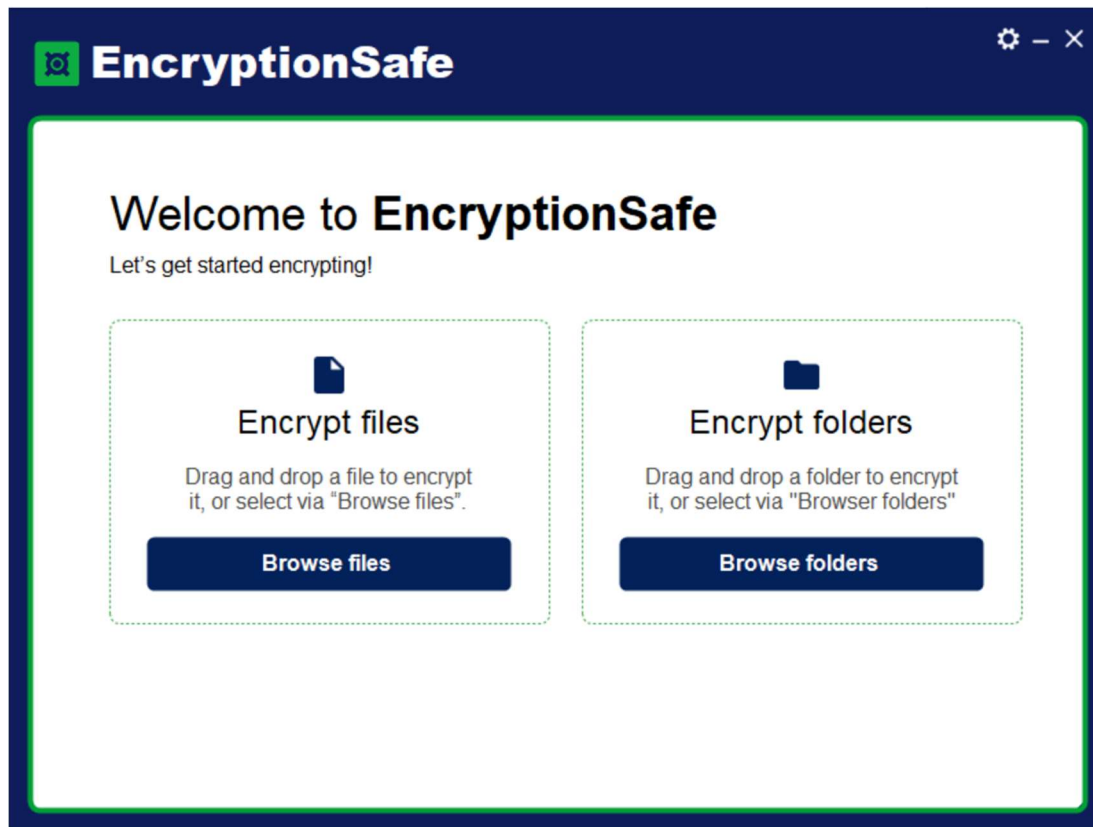 EncryptionSafe
Welcome to EncryptionSafe
Let’s get started encrypting!
Encrypt files
Drag and drop a file to encrypt
it, or select via “Browse files”.
Browse files
Encrypt folders
Drag and drop a folder to encrypt
it, or select via "Browser folders"
Browse folders